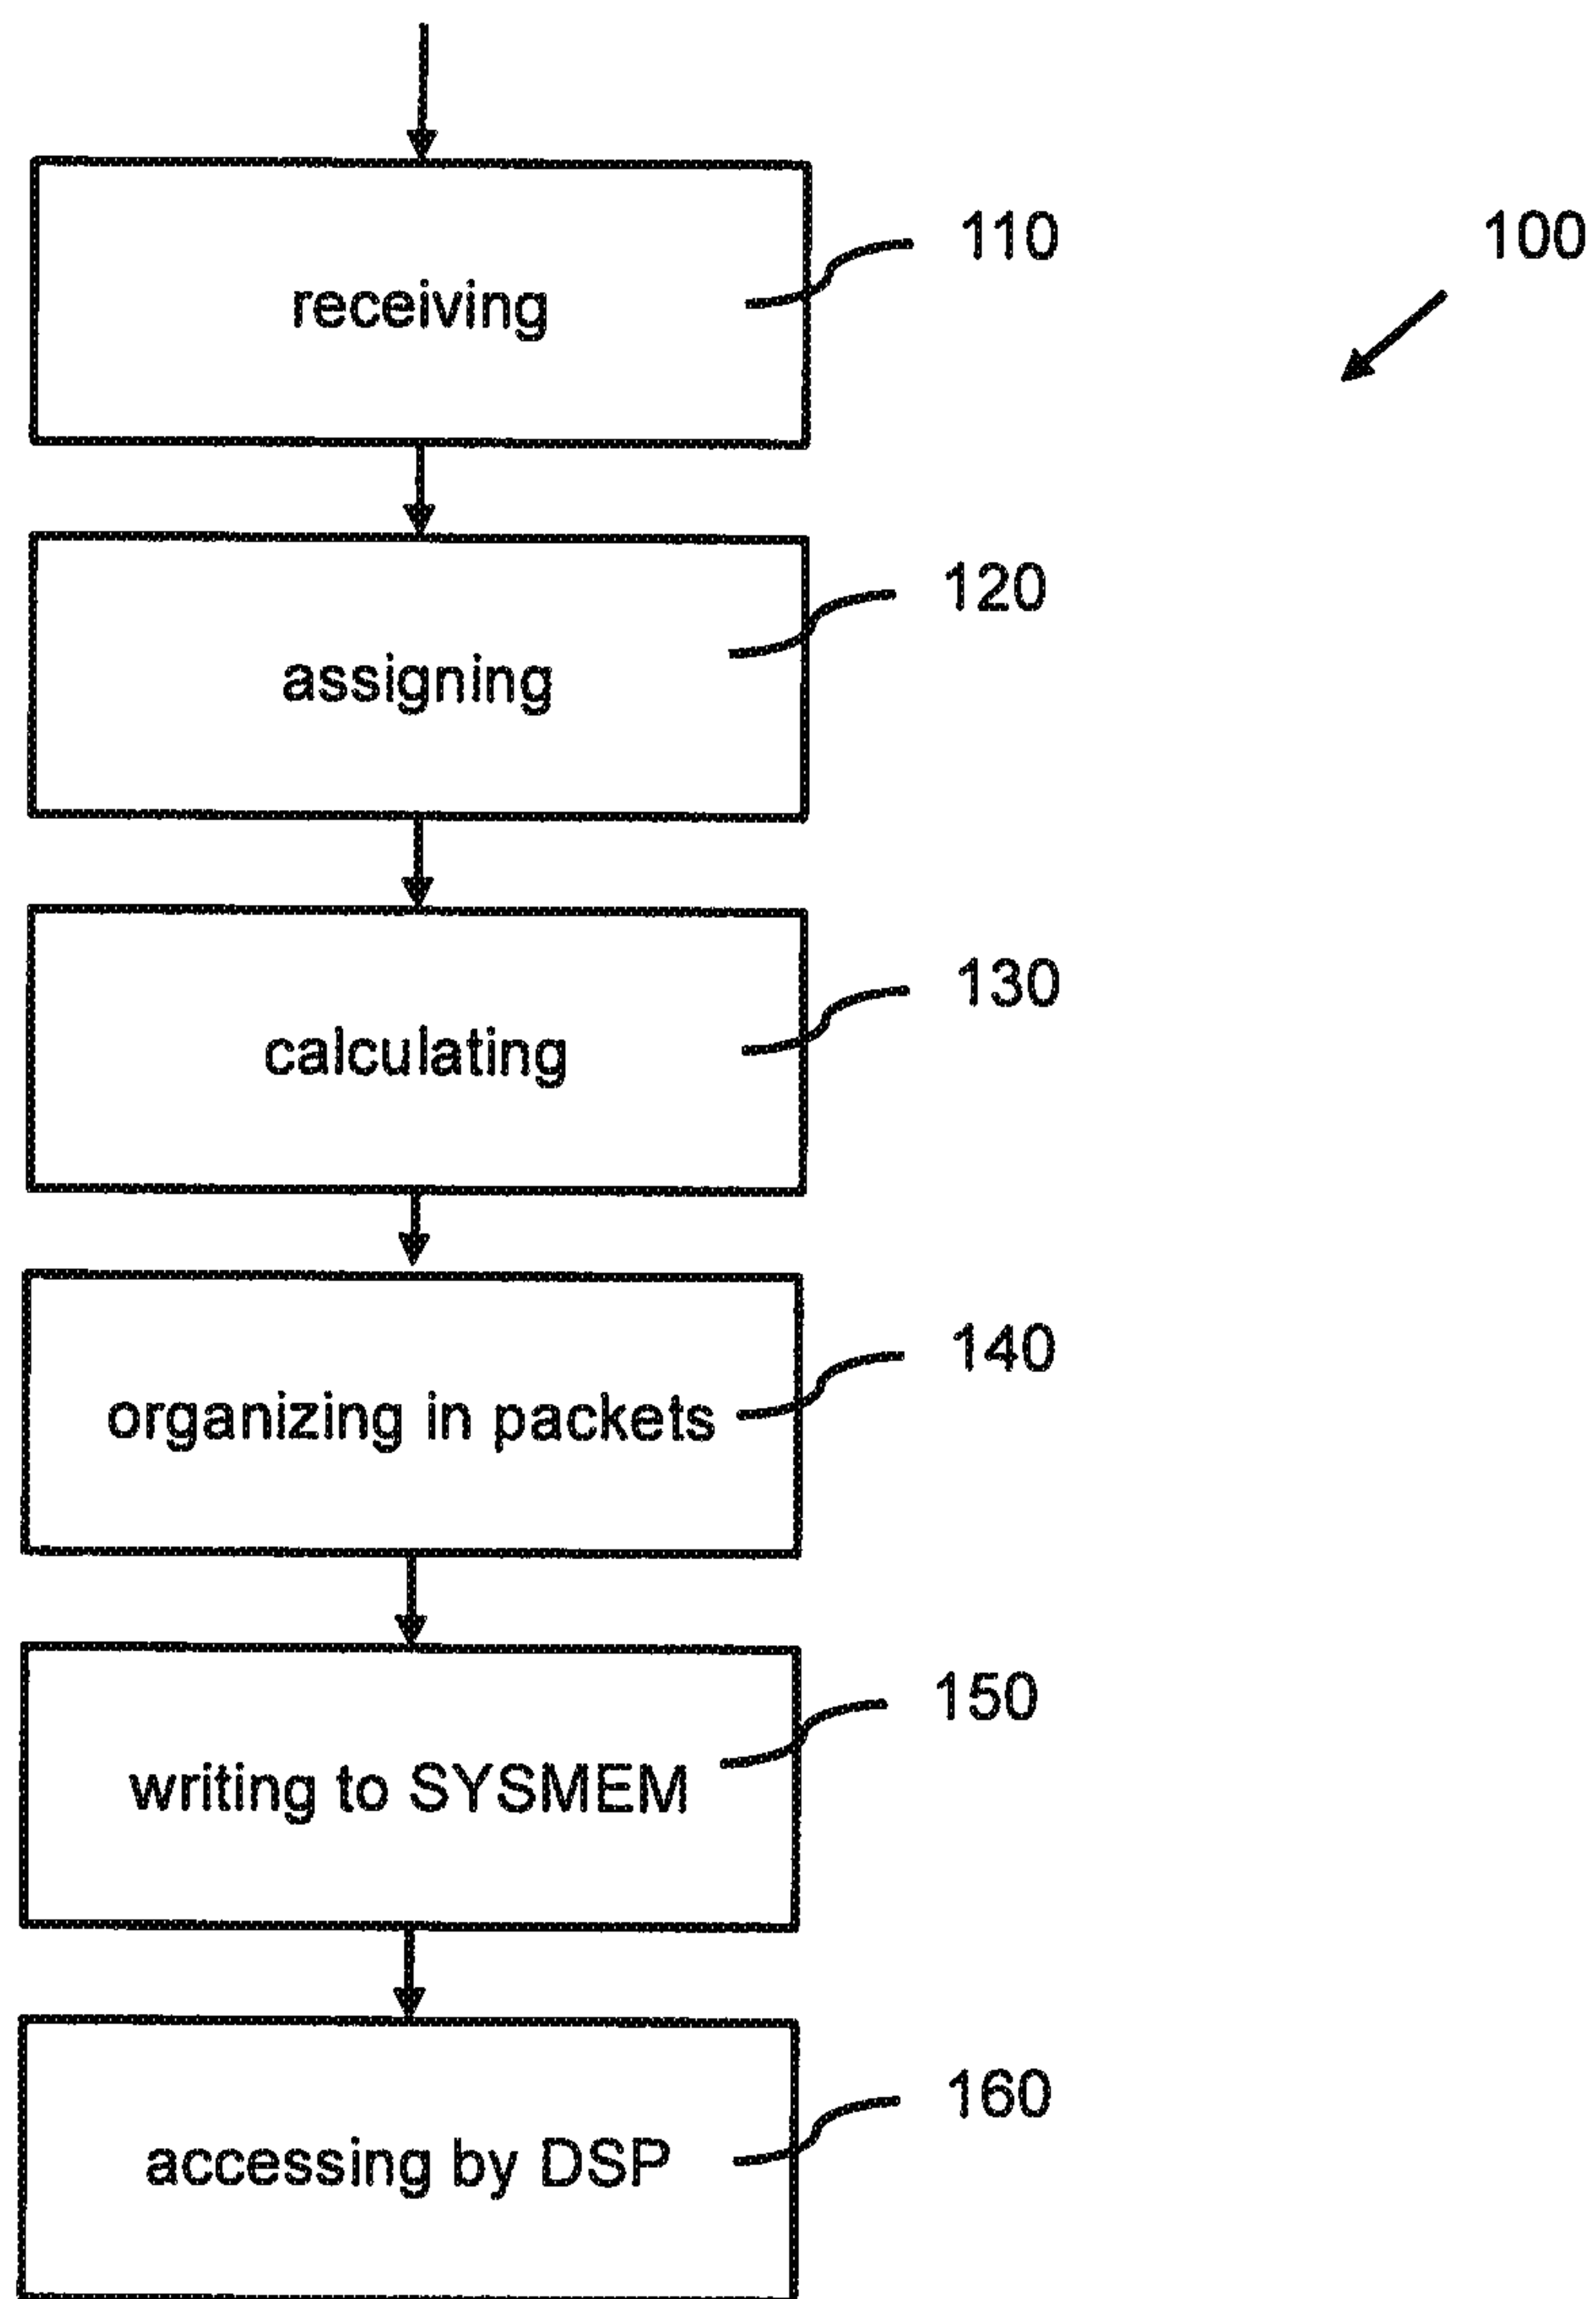 110
100
receiving
120
assigning
130
calculating
140
organizing in packets
150
writing to SYSMEM
160
accessing by DSP